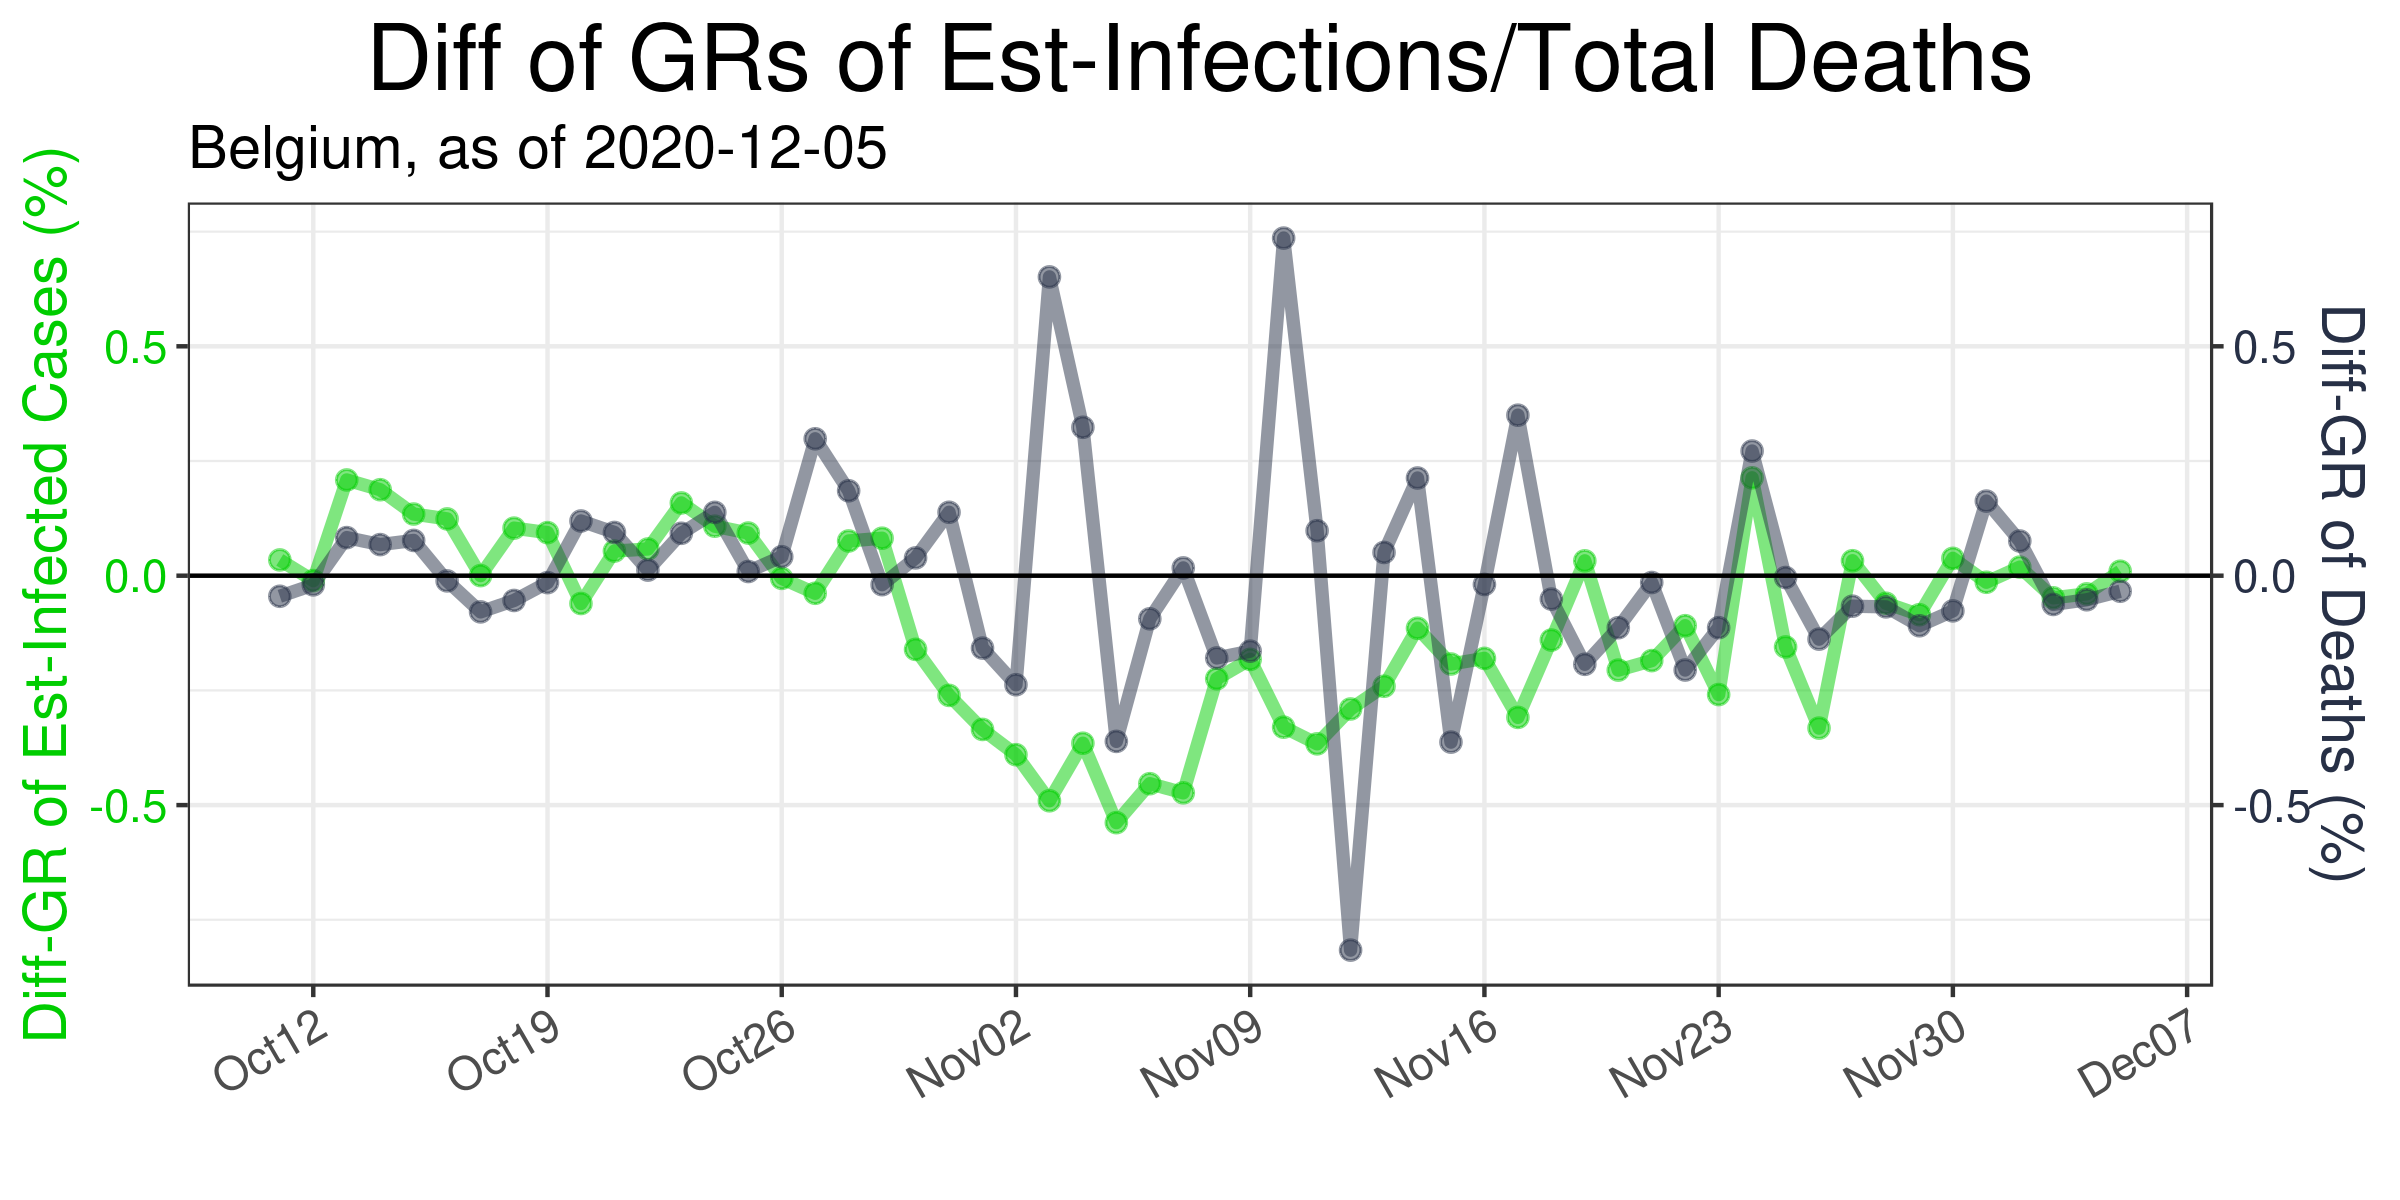 Diff of GRs of Est-Infections/Total Deaths
Belgium, as of 2020-12-05
Diff-GR of Est-Infected Cases (%)
0.5
0.0
-0.5
0.5
0.0
-0.5
Diff-GR of Deaths (%)
Oct12
Oct19
Oct26
Nov02
Nov09
Nov16
Nov23
Nov30
Dec07